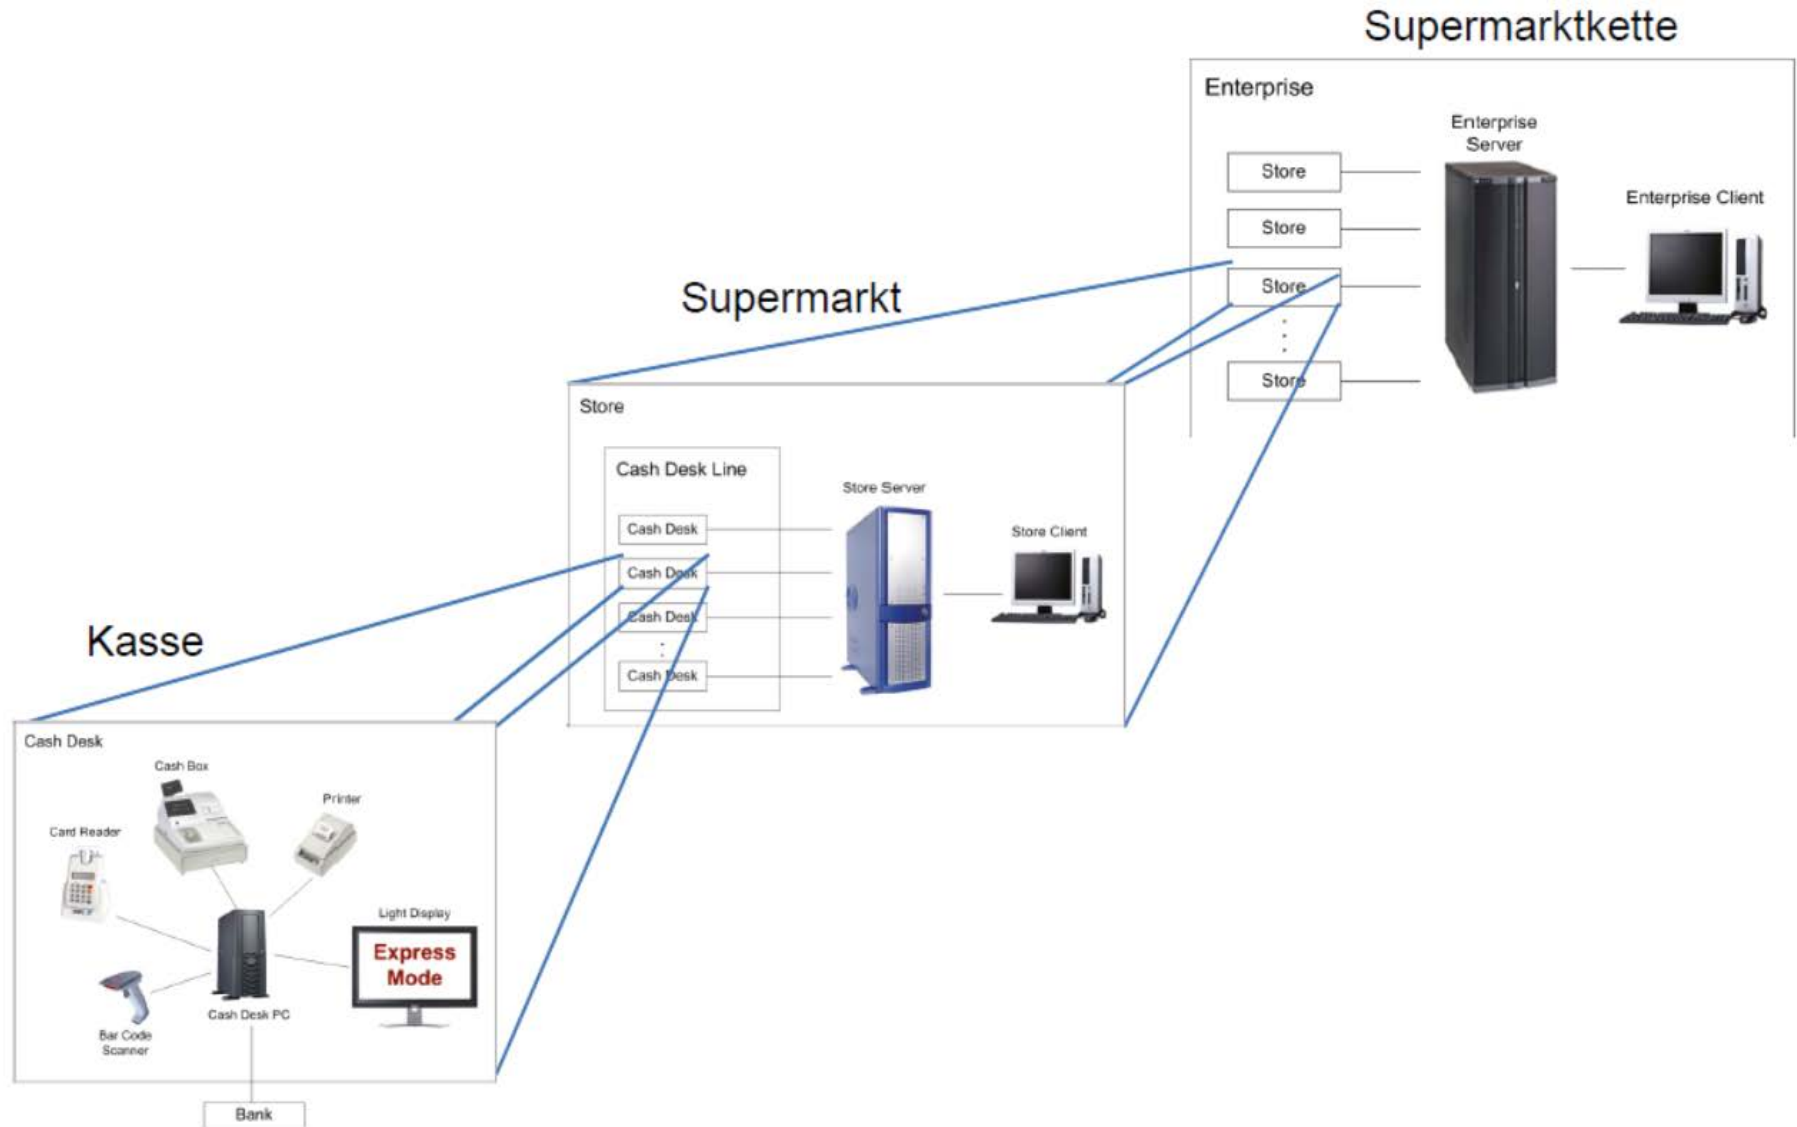 Supermarktkette
Enterprise
Enterprise
Server
Store
Enterprise Client
Store
Store
Store
Supermarkt
Store
Cash Desk Line
Store Server
Cash Desk
Store Client
Cash Desk
Cash Desk
Cash Desk
Kasse
Cash Desk
Cash Box
Printer
Card Reader
Light Display
Express
Mode
Cash Desk PC
Bar Code
Scanner
Bank